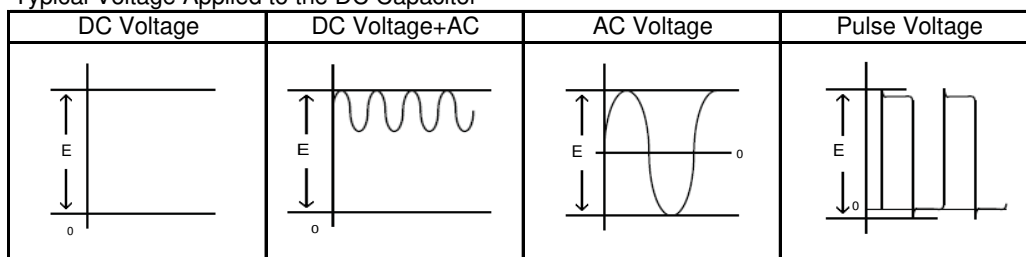 Typical Voltage Applied to the DC Capacitor
DC Voltage DC Voltage+AC AC Voltage Pulse Voltage
E E E E
0 0 0 0